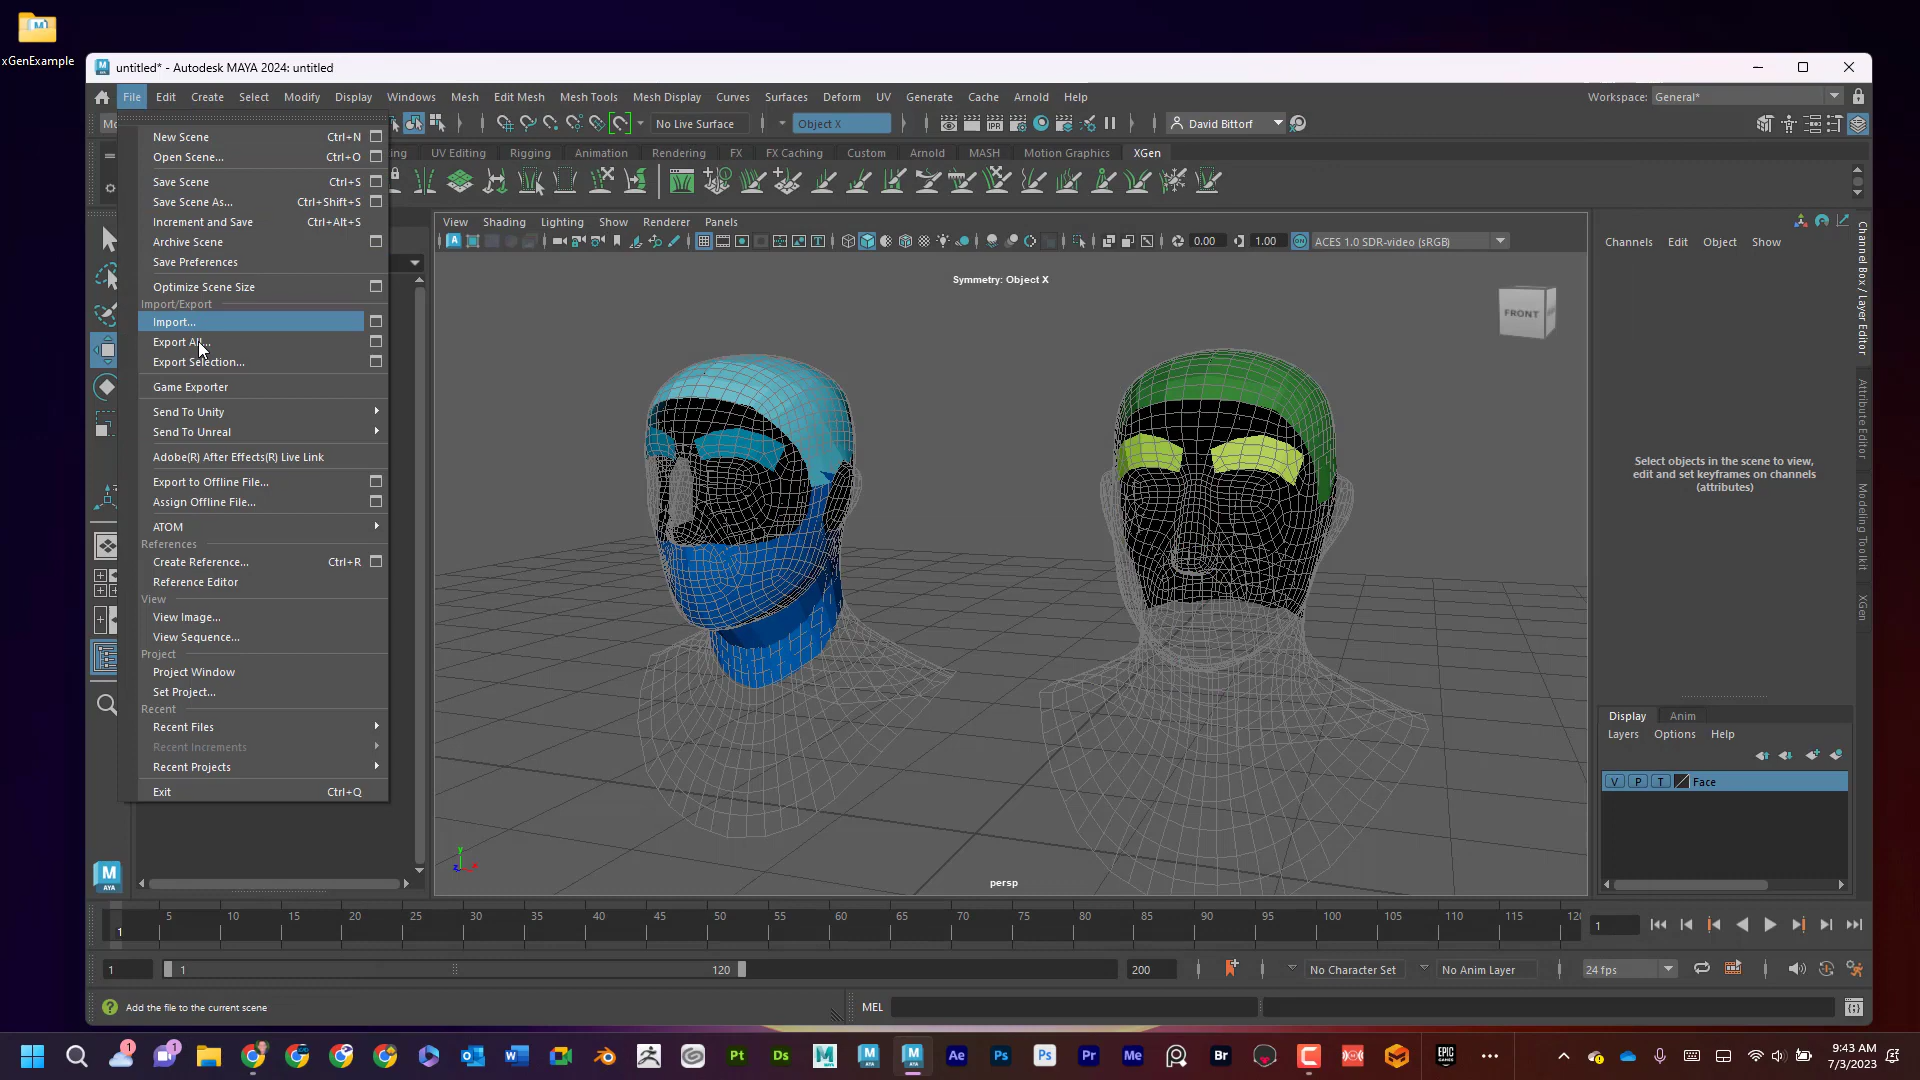 xGenExample
untitled* - Autodesk MAYA 2024: untitled
File Edit Create Select Modify Display Windows Mesh Edit Mesh Mesh Tools Mesh Display Curves Surfaces Deform UV Generate Cache Arnold Help
Workspace: General*
No Live Surface
Object X
David Bittorf
UV Editing Rigging Animation Rendering FX FX Caching Custom Arnold MASH Motion Graphics XGen
New Scene Ctrl+N
Open Scene... Ctrl+O
Save Scene Ctrl+S
Save Scene As... Ctrl+Shift+S
Increment and Save Ctrl+Alt+S
Archive Scene
Save Preferences
Optimize Scene Size
Import/Export
Import...
Export All...
Export Selection...
Game Exporter
Send To Unity
Send To Unreal
Adobe(R) After Effects(R) Live Link
Export to Offline File...
Assign Offline File...
ATOM
References
Create Reference... Ctrl+R
Reference Editor
View
View Image...
View Sequence...
Project
Project Window
Set Project...
Recent
Recent Files
Recent Increments
Recent Projects
Exit Ctrl+Q
View Shading Lighting Show Renderer Panels
0.00 1.00 ACES 1.0 SDR-video (sRGB)
Symmetry: Object X
FRONT
persp
Channels Edit Object Show
Select objects in the scene to view,
edit and set keyframes on channels
(attributes)
Channel Box / Layer Editor
Attribute Editor
Modeling Toolkit
XGen
Display Anim
Layers Options Help
V P T Face
5 10 15 20 25 30 35 40 45 50 55 60 65 70 75 80 85 90 95 100 105 110 115
1
1
1 1 120 200 No Character Set No Anim Layer 24 fps
Add the file to the current scene
MEL
9:43 AM
7/3/2023